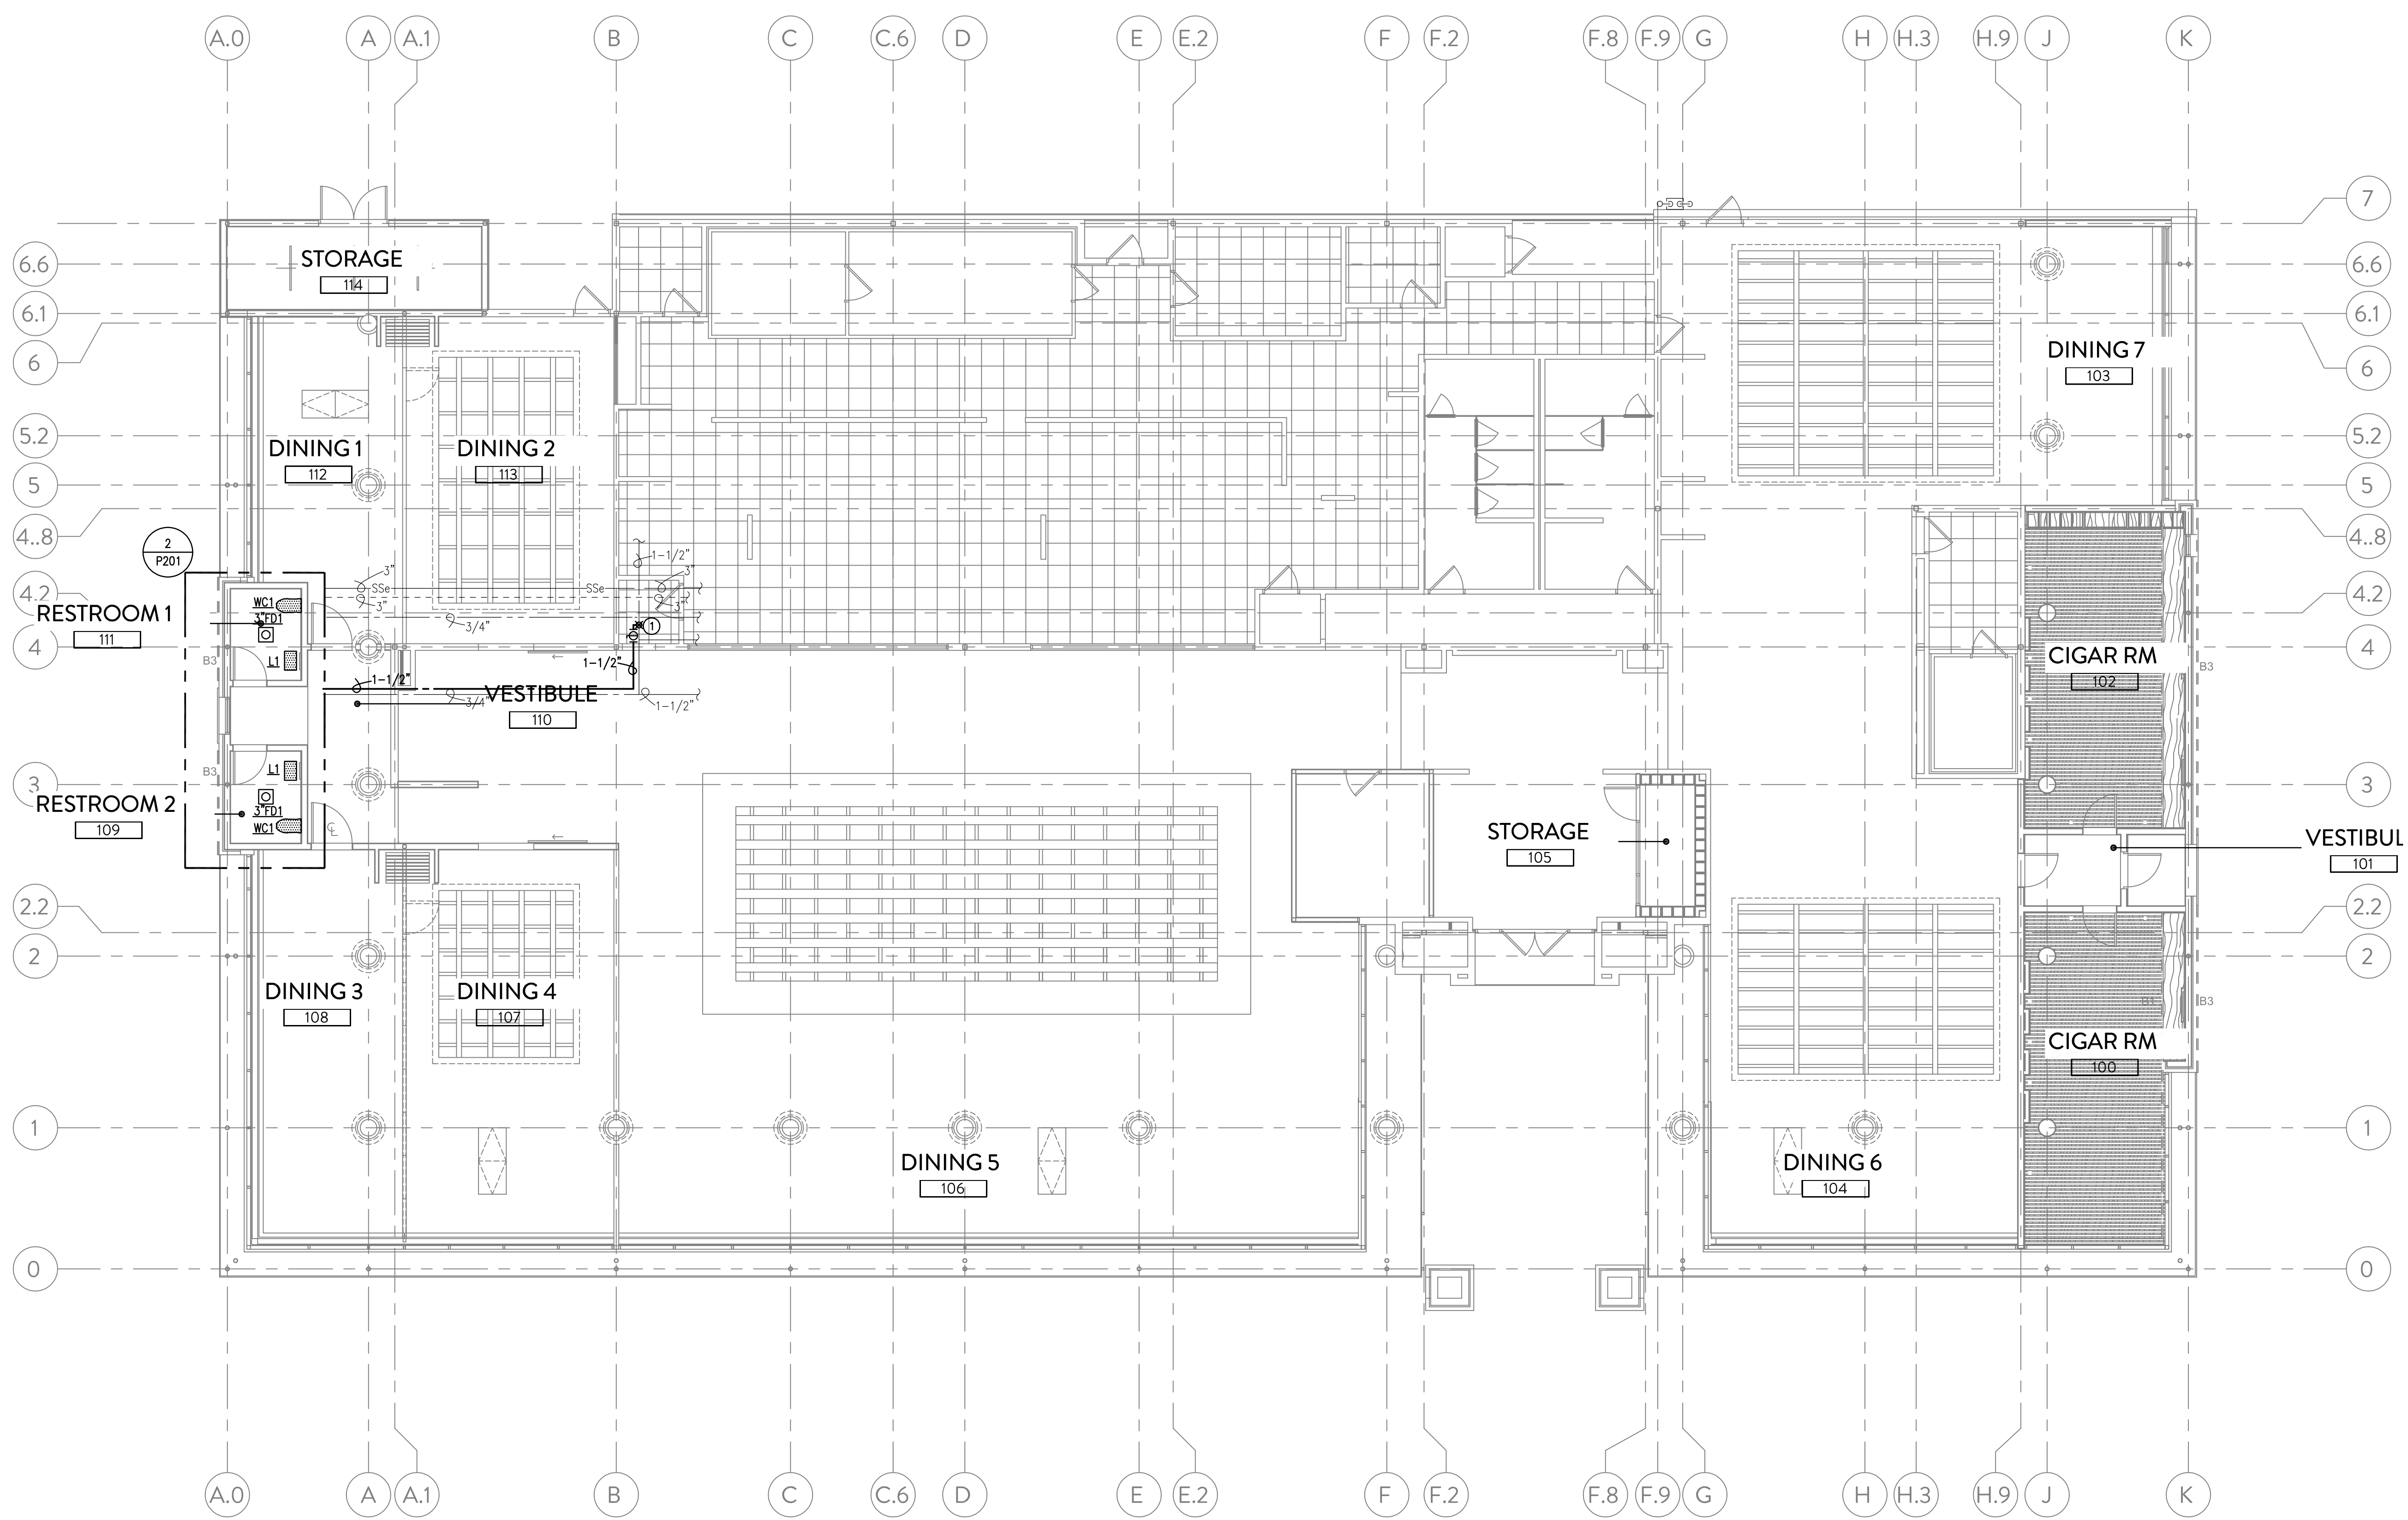 A.0 A A.1 B C C.6 D E E.2 F F.2 F.8 F.9 G H H.3 H.9 J K
7
6.6 STORAGE 6.6
114
6.1 6.1
6 DINING 7 6
103
5.2 5.2
DINING 1 DINING 2
112 113
5 5
4..8 4..8
2
P201
1-1/2"
3" 3"
SSe SSe
4.2 4.2
3" 3"
RESTROOM 1 WC1
3"FD1
111
3/4" 1
4 4
B3 L1 CIGAR RM B3
102
1-1/2" 1-1/2"
VESTIBULE
3/4" 1-1/2"
110
B3 L1
3 3
RESTROOM 2
3"FD1
109 WC1 CL
STORAGE VESTIBUL
105 101
2.2 2.2
2 2
DINING 3 DINING 4 B1 B3
108 107
CIGAR RM
100
1 1
DINING 5 DINING 6
106 104
0 0
A.0 A A.1 B C C.6 D E E.2 F F.2 F.8 F.9 G H H.3 H.9 J K